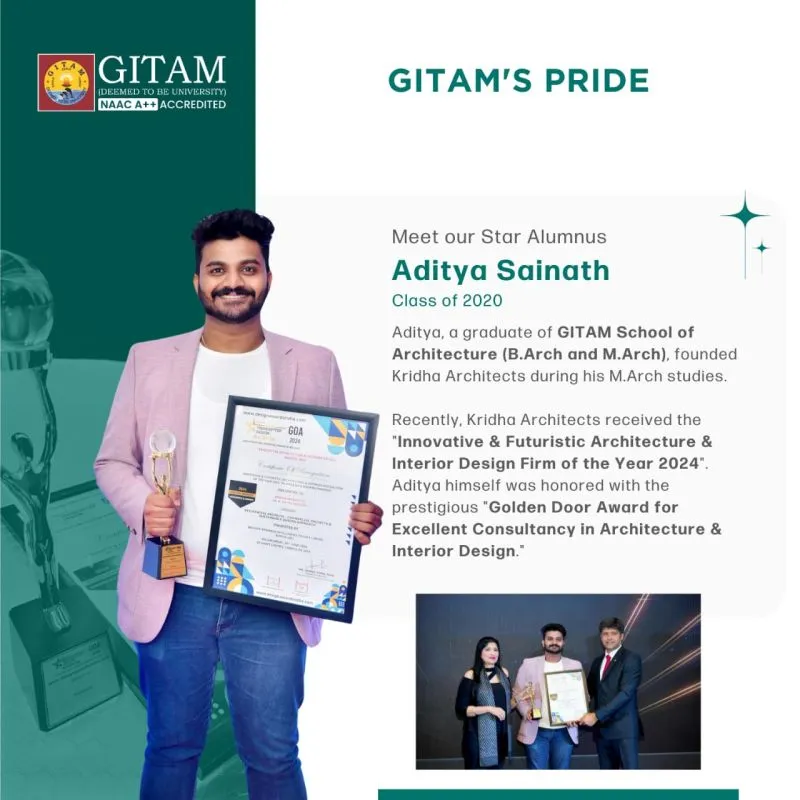 GITAM
(DEEMED TO BE UNIVERSITY)
NAAC A++ ACCREDITED
GITAM'S PRIDE
Meet our Star Alumnus
Aditya Sainath
Class of 2020
Aditya, a graduate of GITAM School of
Architecture (B.Arch and M.Arch), founded
Kridha Architects during his M.Arch studies.
Recently, Kridha Architects received the
"Innovative & Futuristic Architecture &
Interior Design Firm of the Year 2024".
Aditya himself was honored with the
prestigious "Golden Door Award for
Excellent Consultancy in Architecture &
Interior Design."
GOA
2024
Certificate Of Recognition